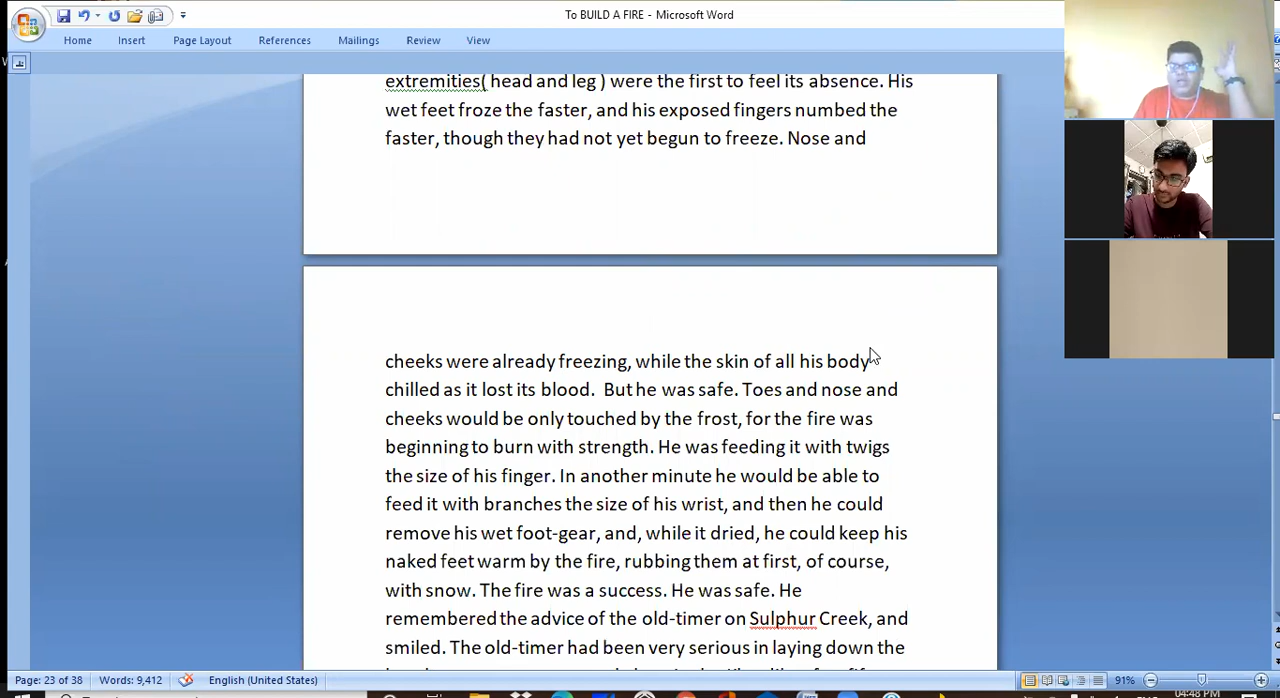 To BUILD A FIRE - Microsoft Word
Home Insert Page Layout References Mailings Review View
extremities( head and leg ) were the first to feel its absence. His
wet feet froze the faster, and his exposed fingers numbed the
faster, though they had not yet begun to freeze. Nose and
cheeks were already freezing, while the skin of all his body
chilled as it lost its blood.  But he was safe. Toes and nose and
cheeks would be only touched by the frost, for the fire was
beginning to burn with strength. He was feeding it with twigs
the size of his finger. In another minute he would be able to
feed it with branches the size of his wrist, and then he could
remove his wet foot-gear, and, while it dried, he could keep his
naked feet warm by the fire, rubbing them at first, of course,
with snow. The fire was a success. He was safe. He
remembered the advice of the old-timer on Sulphur Creek, and
smiled. The old-timer had been very serious in laying down the
Page: 23 of 38 Words: 9,412 English (United States) 91%
04:48 PM